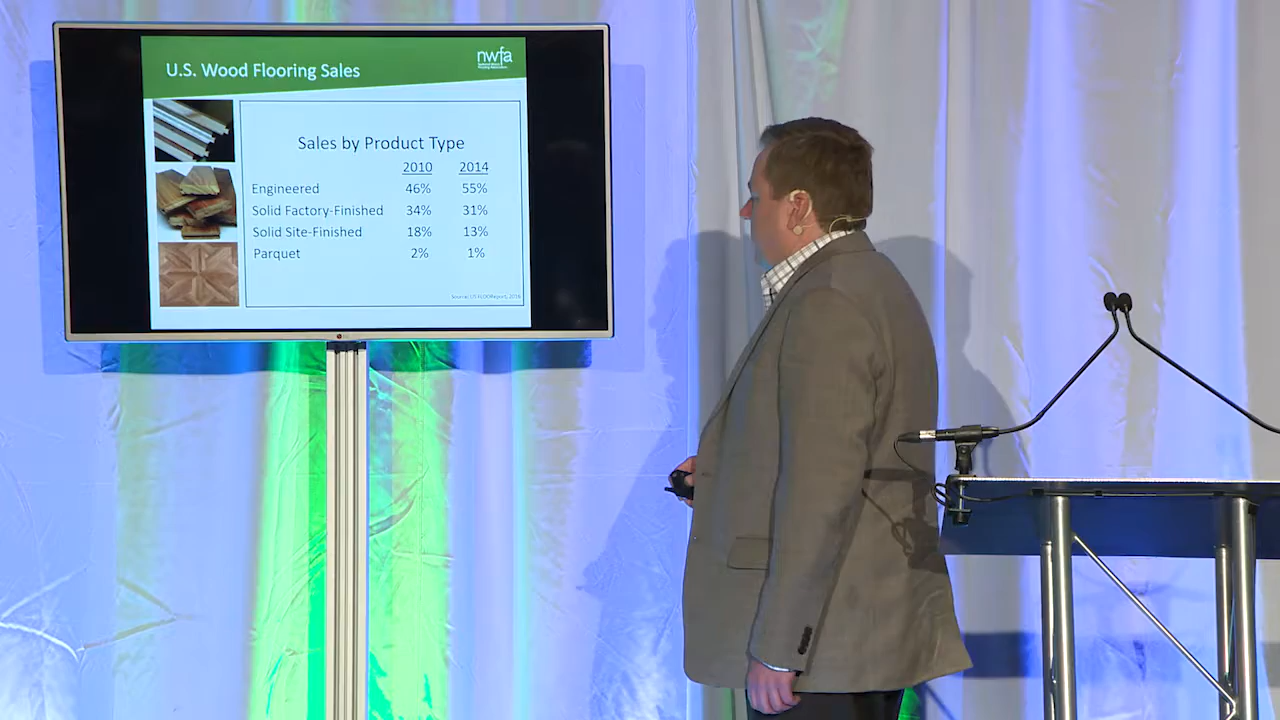 U.S. Wood Flooring Sales
nwfa
Sales by Product Type
2010 2014
Engineered 46% 55%
Solid Factory-Finished 34% 31%
Solid Site-Finished 18% 13%
Parquet 2% 1%